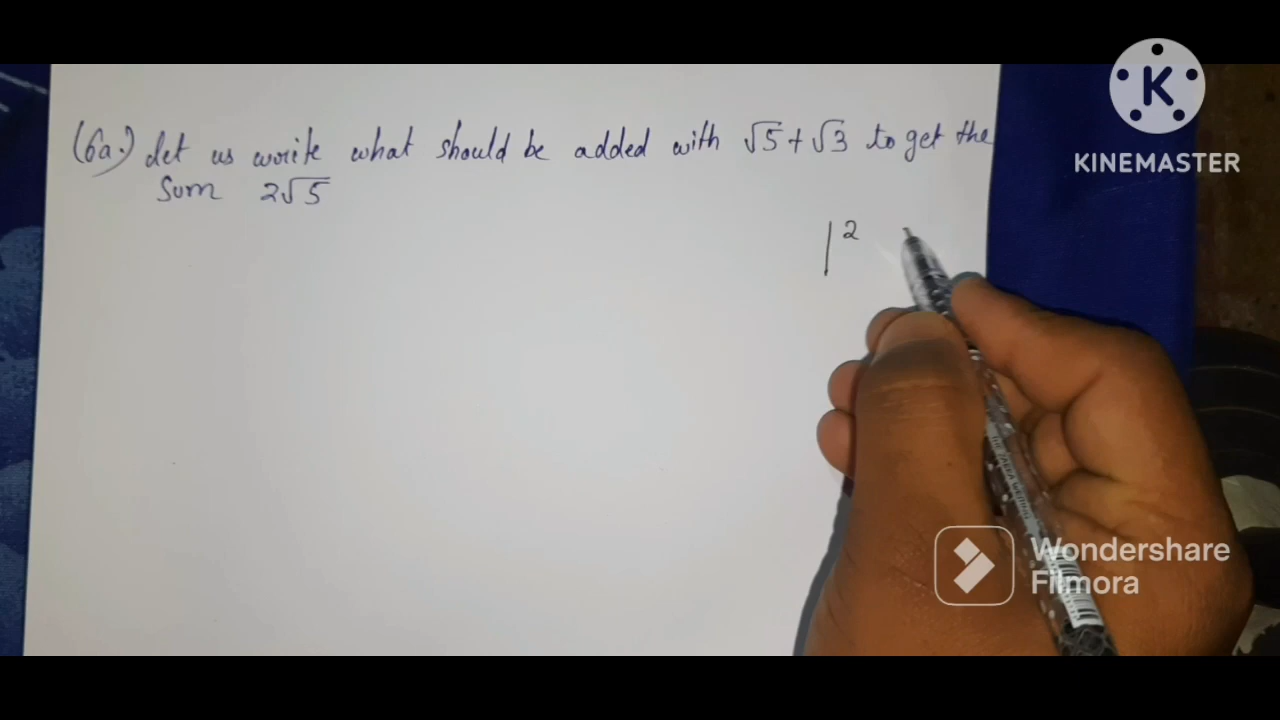 (6a.) Let us write what should be added with √5 + √3 to get the
Sum 2√5
| 2
K
KINEMASTER
Wondershare
Filmora